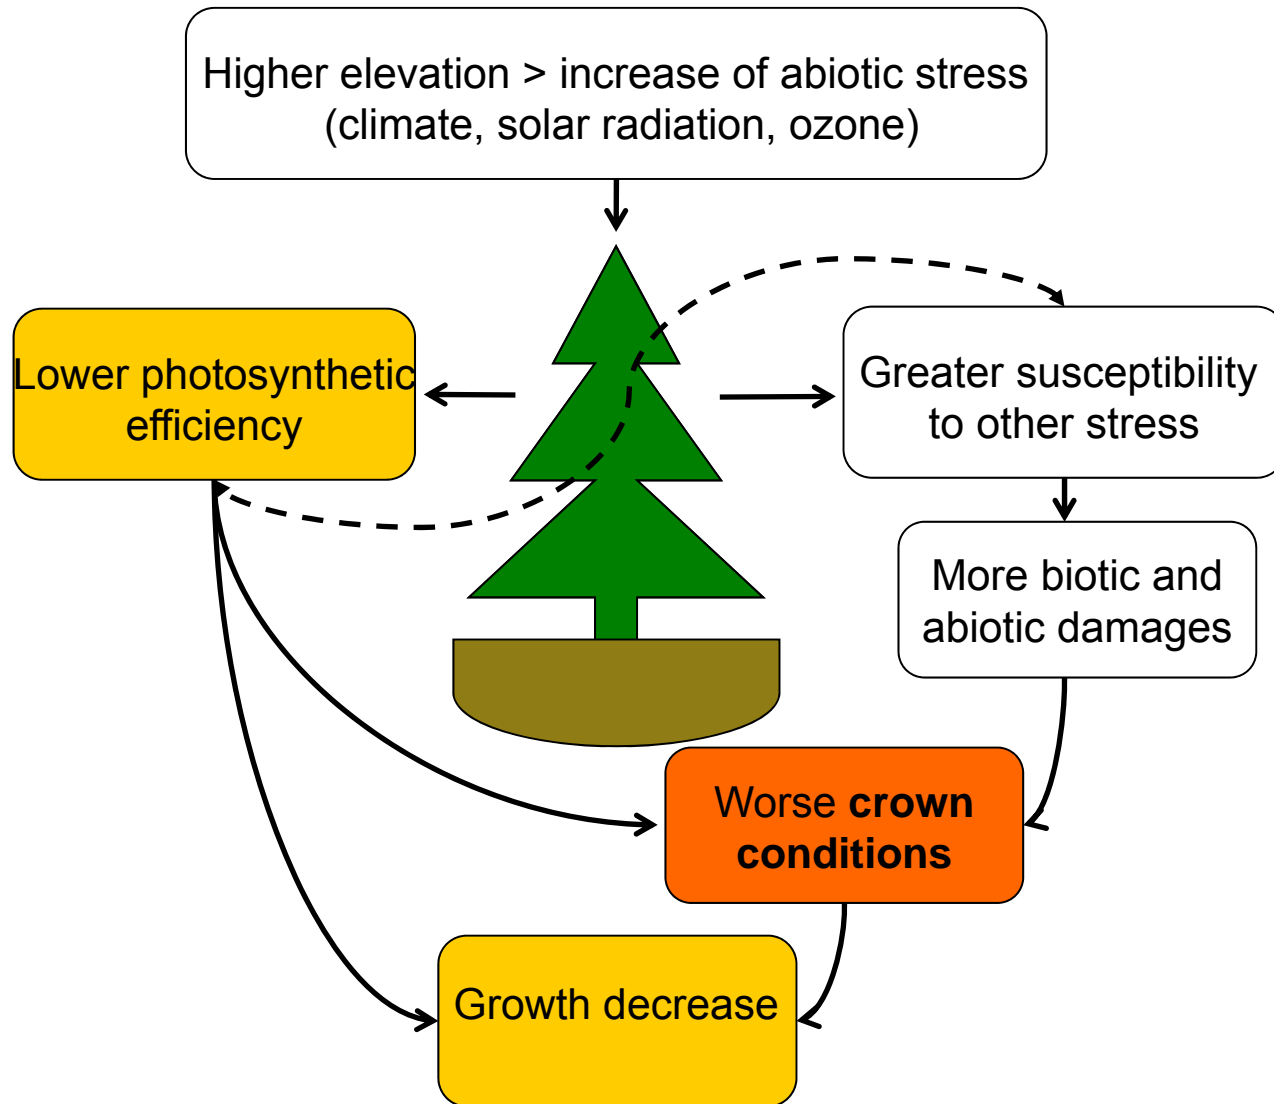 Higher elevation > increase of abiotic stress
(climate, solar radiation, ozone)
Lower photosynthetic
efficiency
Greater susceptibility
to other stress
More biotic and
abiotic damages
Worse crown
conditions
Growth decrease